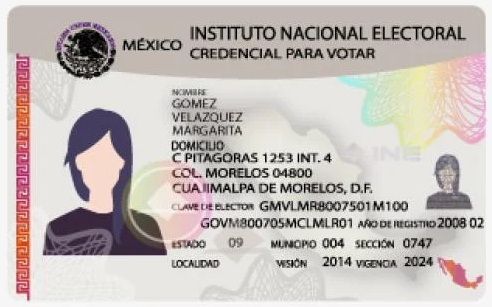 MÉXICO
INSTITUTO NACIONAL ELECTORAL
CREDENCIAL PARA VOTAR
NOMBRE
GOMEZ
VELAZQUEZ
MARGARITA
DOMICILIO
C PITAGORAS 1253 INT. 4
COL. MORELOS 04800
CUAJIMALPA DE MORELOS, D.F.
INE
CLAVE DE ELECTOR GMVLMR8007501M100
GOVM800705MCLMLR01 AÑO DE REGISTRO 2008 02
ESTADO 09 MUNICIPIO 004 SECCIÓN 0747
LOCALIDAD MISIÓN 2014 VIGENCIA 2024